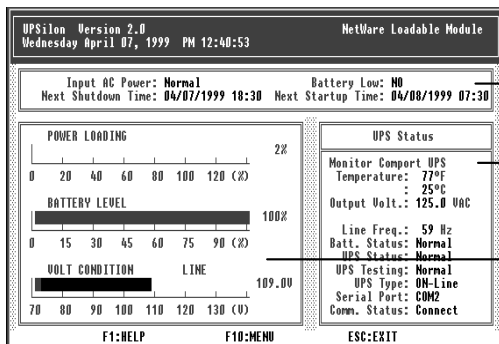 UPSilon Version 2.0 NetWare Loadable Module
Wednesday April 07, 1999 PM 12:40:53
Input AC Power: Normal Battery Low: NO
Next Shutdown Time: 04/07/1999 18:30 Next Startup Time: 04/08/1999 07:30
POWER LOADING
2%
0 20 40 60 80 100 120 (%)
BATTERY LEVEL
100%
0 15 30 45 60 75 90 (%)
VOLT CONDITION LINE
109.0V
70 80 90 100 110 120 130 (V)
UPS Status
Monitor Comport UPS
Temperature: 77°F
: 25°C
Output Volt.: 125.0 VAC
Line Freq.: 59 Hz
Batt. Status: Normal
UPS Status: Normal
UPS Testing: Normal
UPS Type: ON-Line
Serial Port: COM2
Comm. Status: Connect
F1:HELP F10:MENU ESC:EXIT